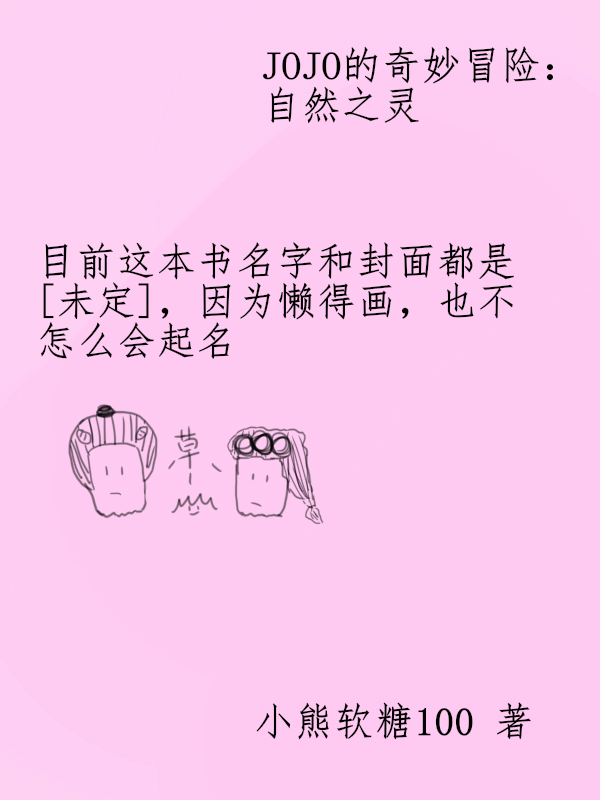 JOJO的奇妙冒险：
自然之灵
目前这本书名字和封面都是
[未定]，因为懒得画，也不
怎么会起名
草、
小熊软糖100 著